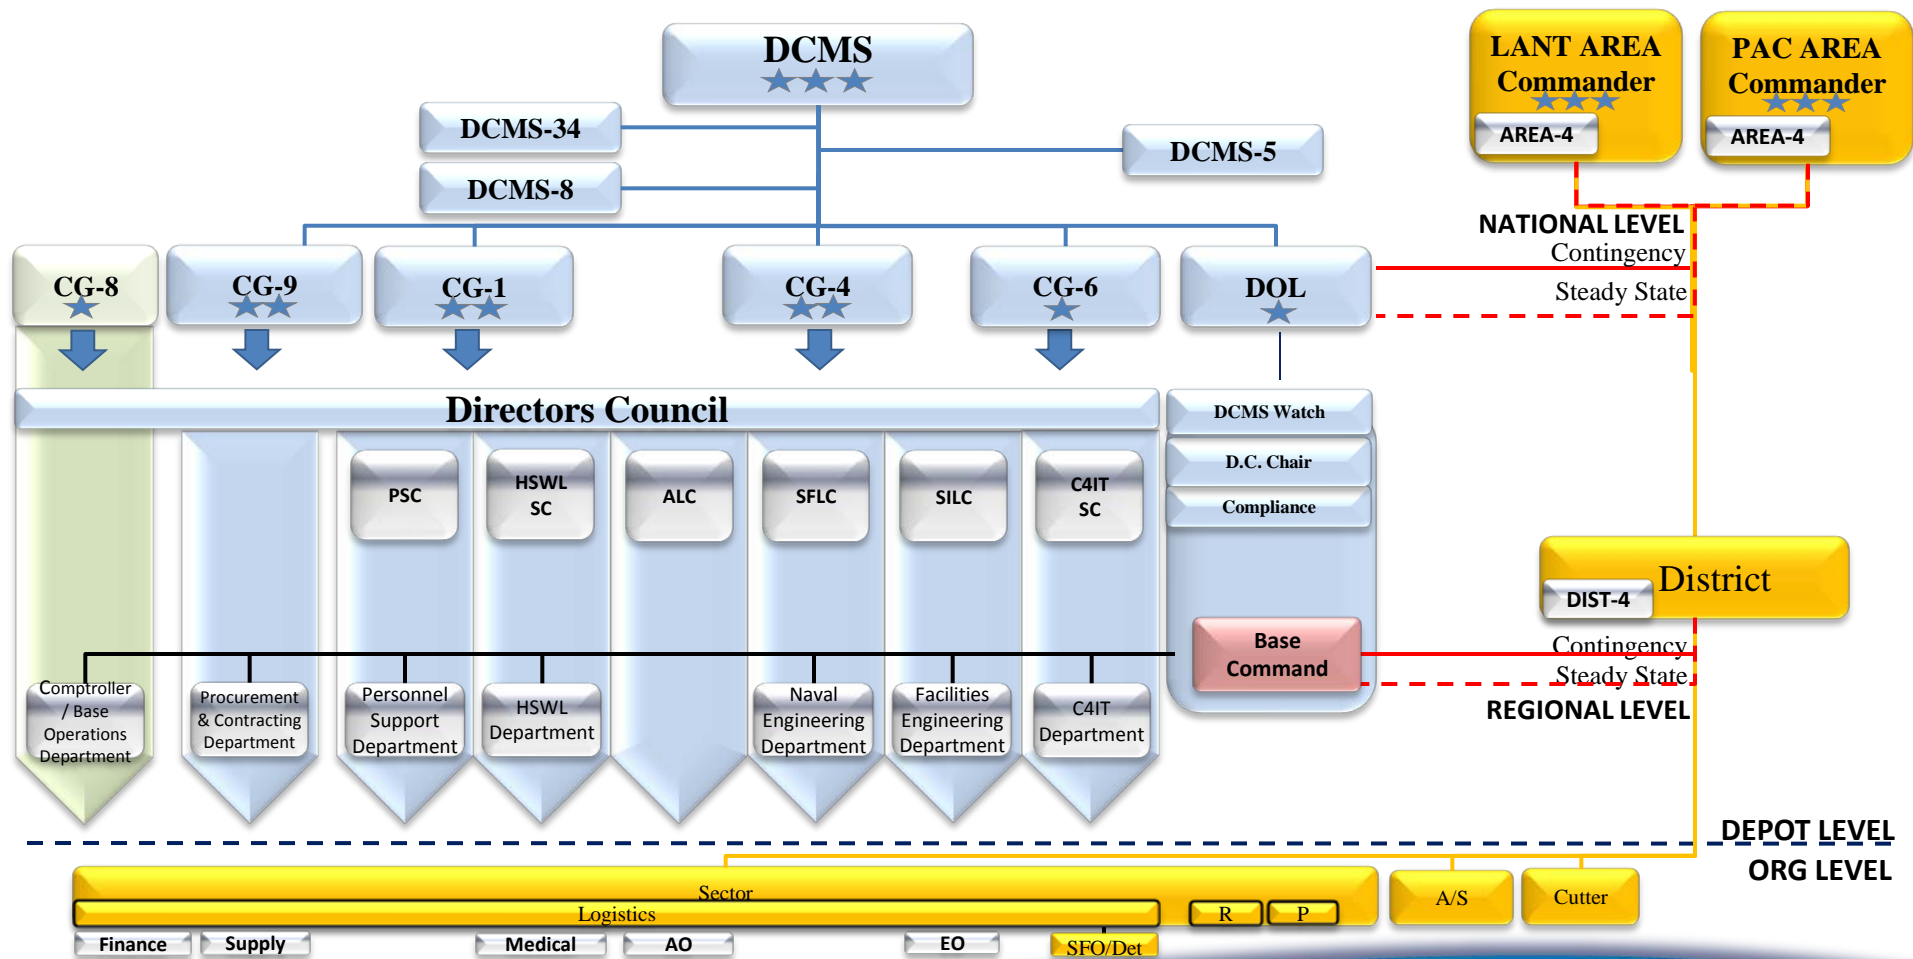 DCMS
LANT AREA
Commander
AREA-4
PAC AREA
Commander
AREA-4
DCMS-34
DCMS-5
DCMS-8
NATIONAL LEVEL
Contingency
Steady State
CG-8
CG-9
CG-1
CG-4
CG-6
DOL
Directors Council
DCMS Watch
D.C. Chair
Compliance
PSC
HSWL
SC
ALC
SFLC
SILC
C4IT
SC
District
DIST-4
Base
Command
Contingency
Steady State
REGIONAL LEVEL
Comptroller
/ Base
Operations
Department
Procurement
& Contracting
Department
Personnel
Support
Department
HSWL
Department
Naval
Engineering
Department
Facilities
Engineering
Department
C4IT
Department
DEPOT LEVEL
ORG LEVEL
Sector
Logistics
R
P
A/S
Cutter
Finance
Supply
Medical
AO
EO
SFO/Det